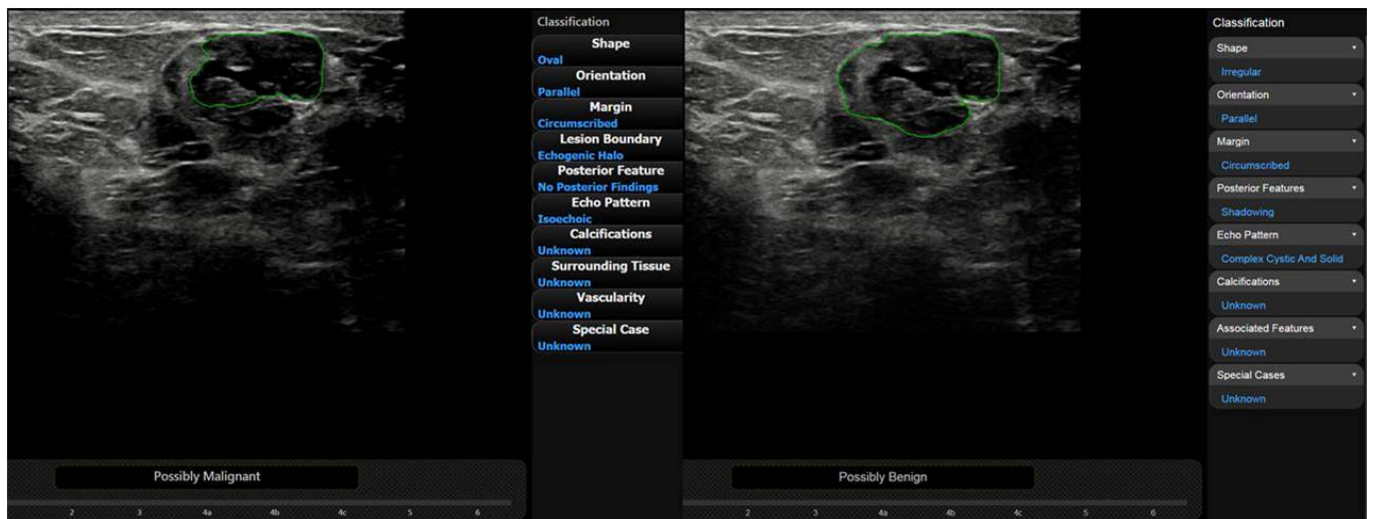 Classification
Shape
Oval
Orientation
Parallel
Margin
Circumscribed
Lesion Boundary
Echogenic Halo
Posterior Feature
No Posterior Findings
Echo Pattern
Isoechoic
Calcifications
Unknown
Surrounding Tissue
Unknown
Vascularity
Unknown
Special Case
Unknown
Possibly Malignant
2 3 4a 4b 4c 5 6
Classification
Shape
Irregular
Orientation
Parallel
Margin
Circumscribed
Posterior Features
Shadowing
Echo Pattern
Complex Cystic And Solid
Calcifications
Unknown
Associated Features
Unknown
Special Cases
Unknown
Possibly Benign
2 3 4a 4b 4c 5 6